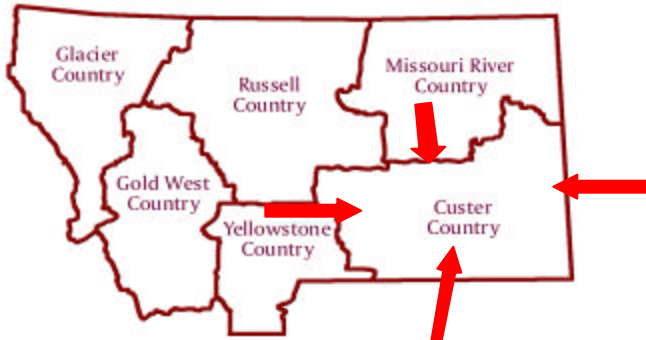 Glacier
Country
Missouri River
Country
Russell
Country
Gold West
Country
Custer
Country
Yellowstone
Country